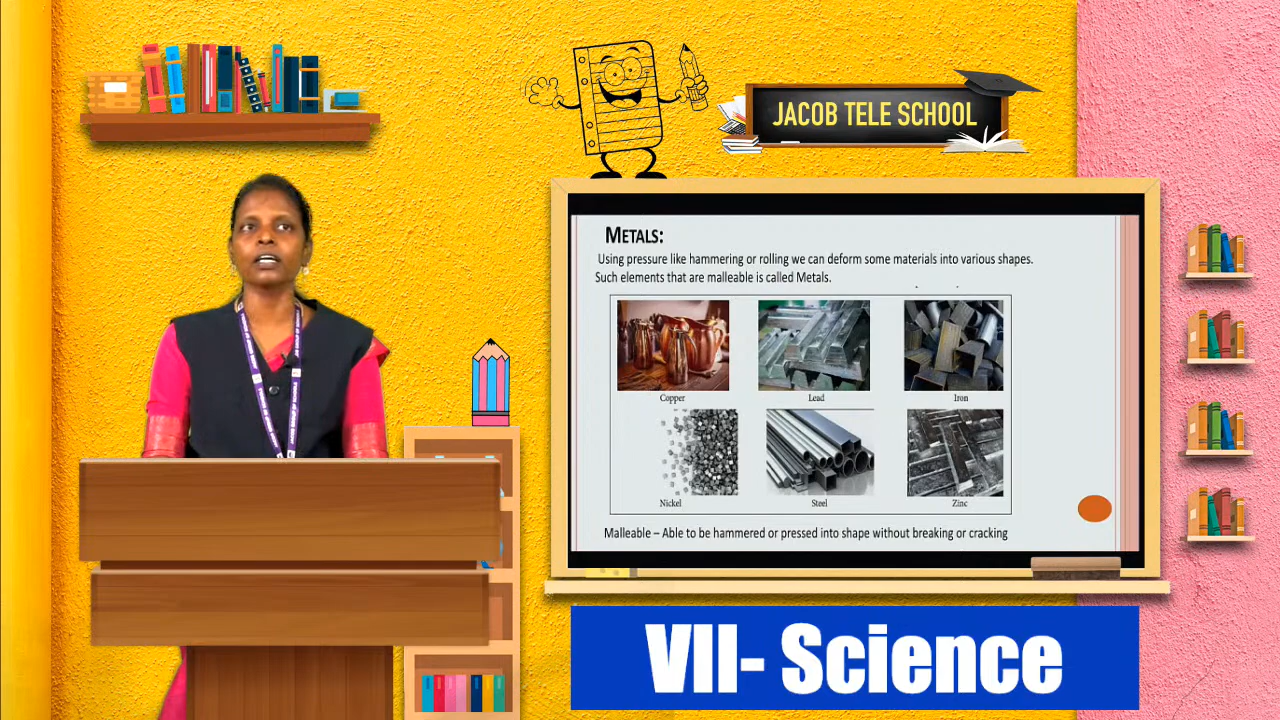 JACOB TELE SCHOOL
METALS:
Using pressure like hammering or rolling we can deform some materials into various shapes.
Such elements that are malleable is called Metals.
Copper
Lead
Iron
Nickel
Steel
Zinc
Malleable – Able to be hammered or pressed into shape without breaking or cracking
VII- Science